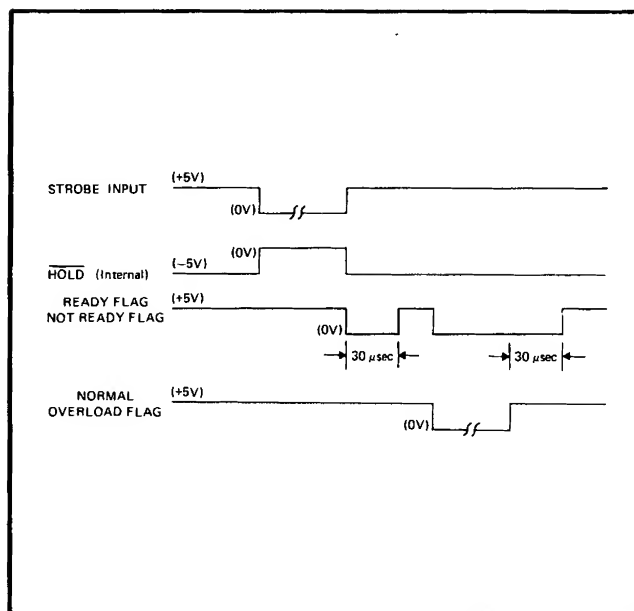 (+5V)
STROBE INPUT
(0V)
(0V)
HOLD (Internal)
(−5V)
READY FLAG
(+5V)
NOT READY FLAG
(0V)
30 μsec
30 μsec
NORMAL
(+5V)
OVERLOAD FLAG
(0V)